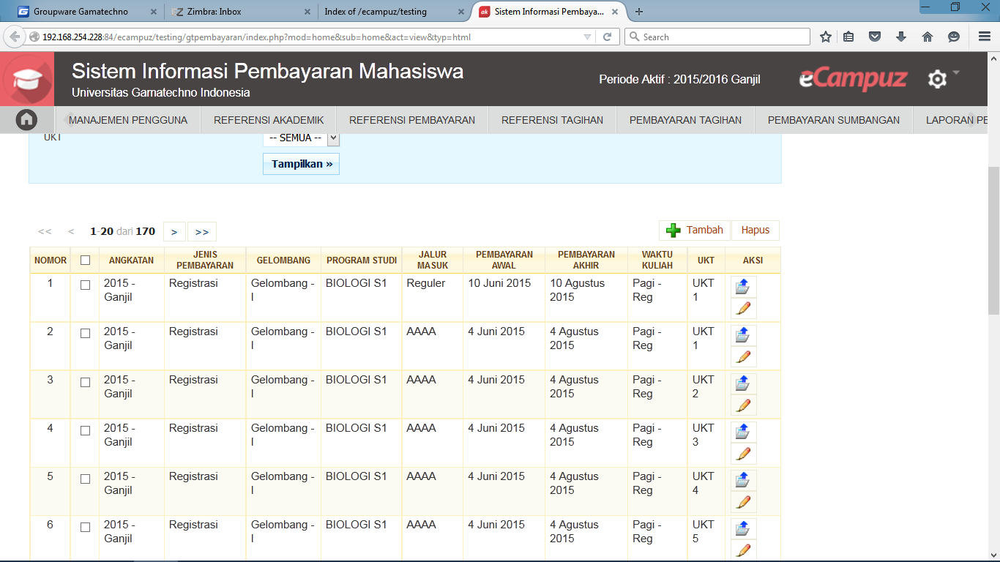 Groupware Gamatechno
Zimbra: Inbox
Index of /ecampuz/testing
Sistem Informasi Pembaya...
192.168.254.228:84/ecampuz/testing/gtpembayaran/index.php?mod=home&sub=home&act=view&typ=html
Search
Sistem Informasi Pembayaran Mahasiswa
Universitas Gamatechno Indonesia
Periode Aktif : 2015/2016 Ganjil
eCampuz
MANAJEMEN PENGGUNA REFERENSI AKADEMIK REFERENSI PEMBAYARAN REFERENSI TAGIHAN PEMBAYARAN TAGIHAN PEMBAYARAN SUMBANGAN LAPORAN PE
UKT -- SEMUA --
Tampilkan »
<< < 1-20 dari 170 > >> Tambah Hapus
NOMOR ANGKATAN JENIS PEMBAYARAN GELOMBANG PROGRAM STUDI JALUR MASUK PEMBAYARAN AWAL PEMBAYARAN AKHIR WAKTU KULIAH UKT AKSI
1 2015 - Ganjil Registrasi Gelombang - I BIOLOGI S1 Reguler 10 Juni 2015 10 Agustus 2015 Pagi - Reg UKT 1
2 2015 - Ganjil Registrasi Gelombang - I BIOLOGI S1 AAAA 4 Juni 2015 4 Agustus 2015 Pagi - Reg UKT 1
3 2015 - Ganjil Registrasi Gelombang - I BIOLOGI S1 AAAA 4 Juni 2015 4 Agustus 2015 Pagi - Reg UKT 2
4 2015 - Ganjil Registrasi Gelombang - I BIOLOGI S1 AAAA 4 Juni 2015 4 Agustus 2015 Pagi - Reg UKT 3
5 2015 - Ganjil Registrasi Gelombang - I BIOLOGI S1 AAAA 4 Juni 2015 4 Agustus 2015 Pagi - Reg UKT 4
6 2015 - Ganjil Registrasi Gelombang - I BIOLOGI S1 AAAA 4 Juni 2015 4 Agustus 2015 Pagi - Reg UKT 5